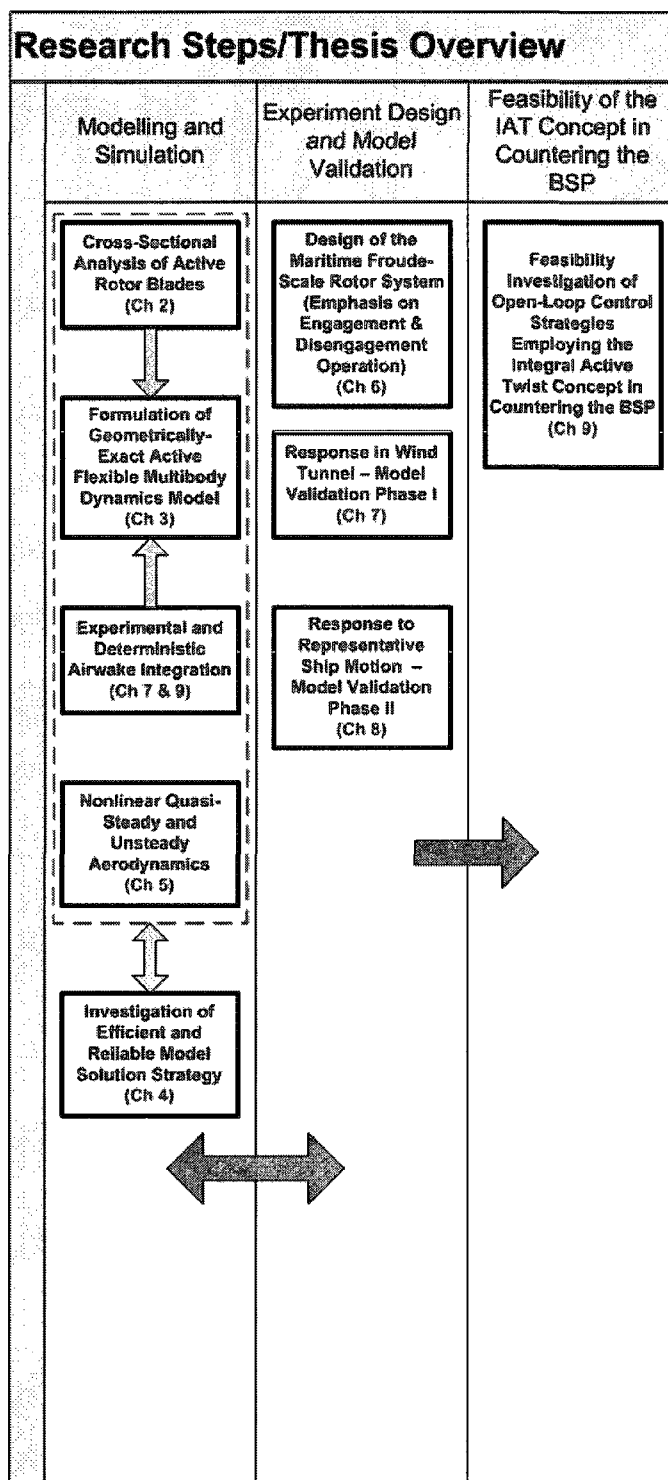 Research Steps/Thesis Overview
Modelling and
Simulation
Cross-Sectional
Analysis of Active
Rotor Blades
(Ch 2)
Formulation of
Geometrically-
Exact Active
Flexible Multibody
Dynamics Model
(Ch 3)
Experimental and
Deterministic
Airwake Integration
(Ch 7 & 9)
Nonlinear Quasi-
Steady and
Unsteady
Aerodynamics
(Ch 5)
Investigation of
Efficient and
Reliable Model
Solution Strategy
(Ch 4)
Experiment Design
and Model
Validation
Design of the
Maritime Froude-
Scale Rotor System
(Emphasis on
Engagement &
Disengagement
Operation)
(Ch 6)
Response in Wind
Tunnel – Model
Validation Phase I
(Ch 7)
Response to
Representative
Ship Motion –
Model Validation
Phase II
(Ch 8)
Feasibility of the
IAT Concept in
Countering the
BSP
Feasibility
Investigation of
Open-Loop Control
Strategies
Employing the
Integral Active
Twist Concept in
Countering the BSP
(Ch 9)